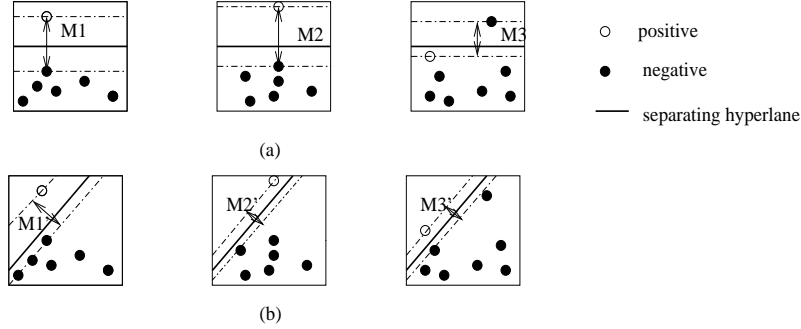 M1
M2
M3
positive
negative
separating hyperlane
(a)
M1'
M2'
M3'
(b)